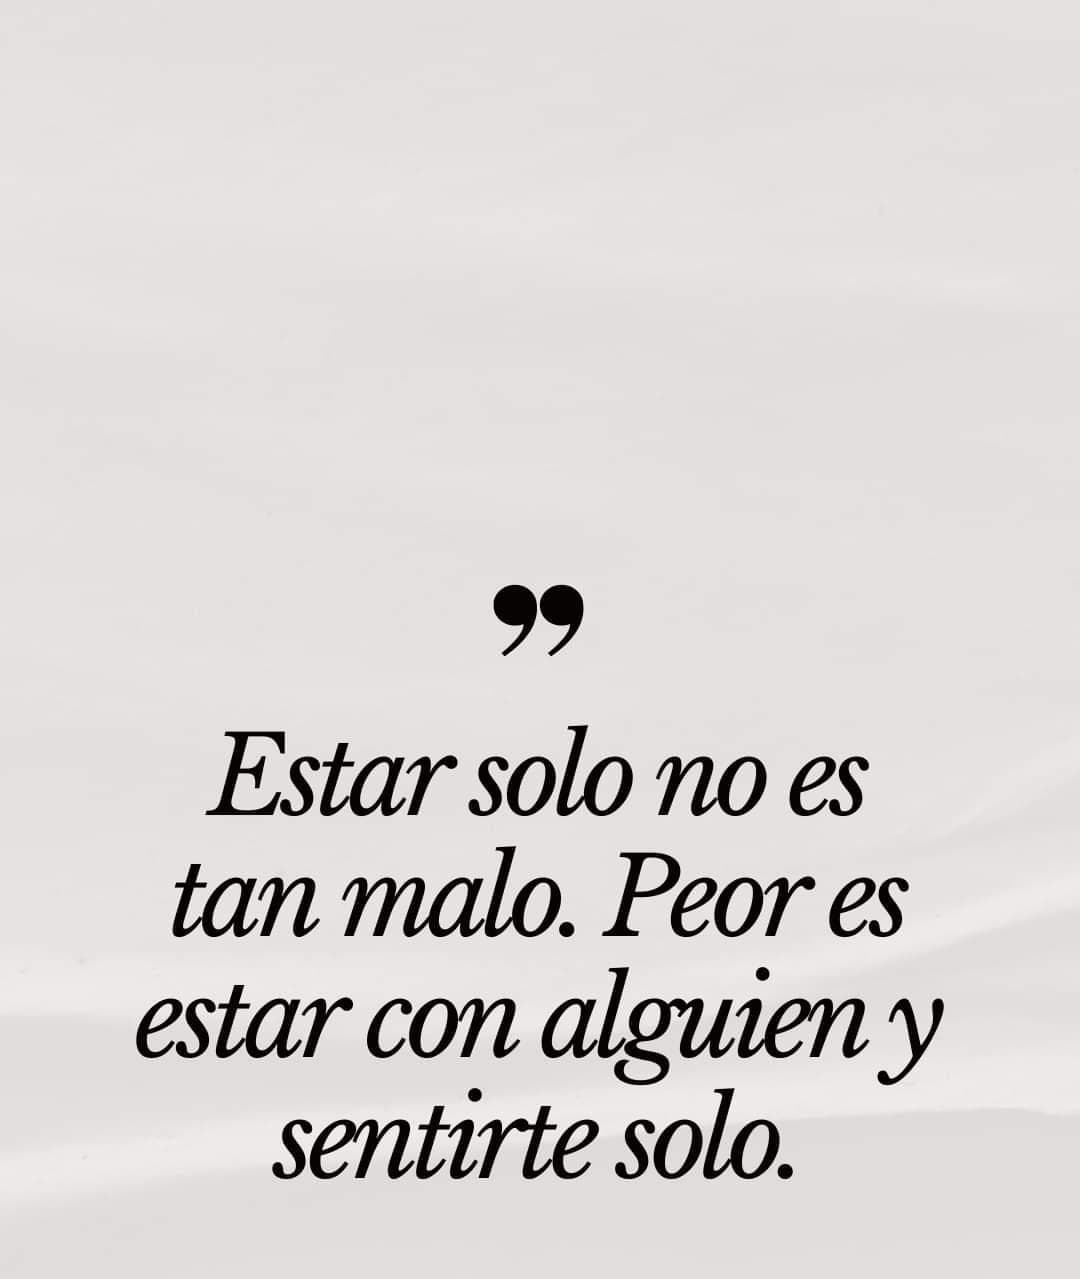 ”
Estar solo no es
tan malo. Peor es
estar con alguien y
sentirte solo.